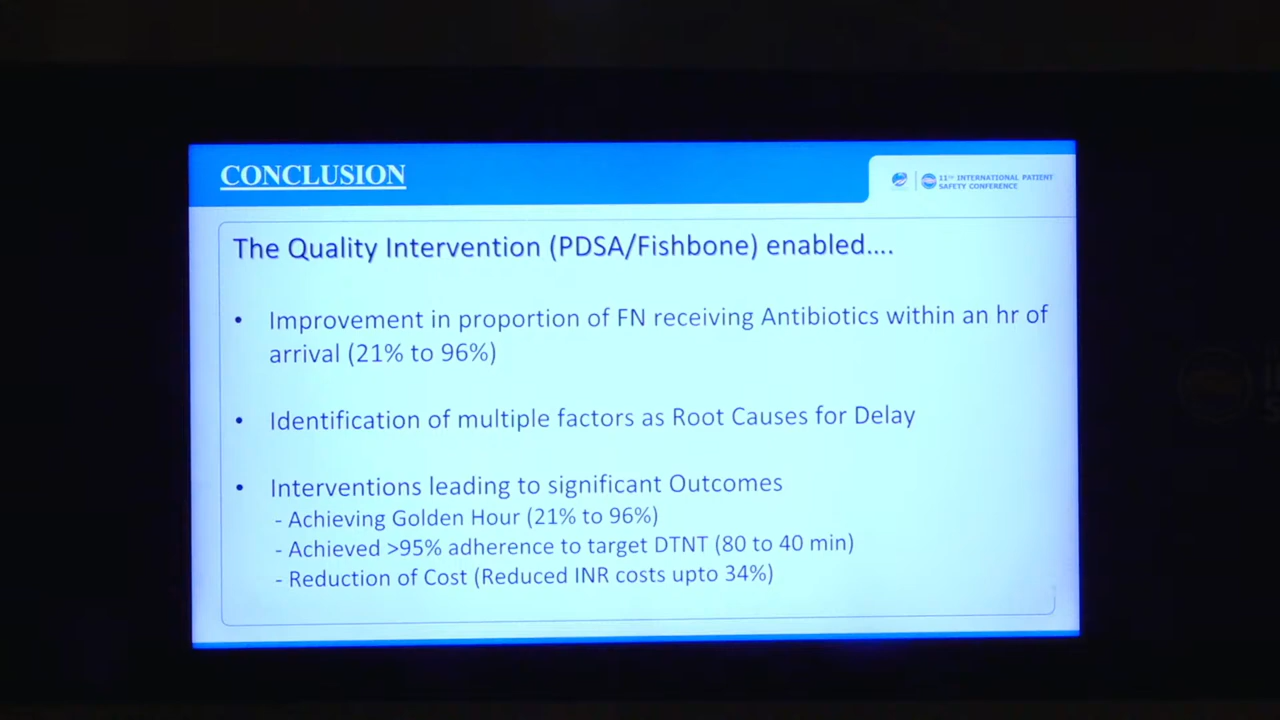 CONCLUSION
11TH INTERNATIONAL PATIENT
SAFETY CONFERENCE
The Quality Intervention (PDSA/Fishbone) enabled....
• Improvement in proportion of FN receiving Antibiotics within an hr of
arrival (21% to 96%)
• Identification of multiple factors as Root Causes for Delay
• Interventions leading to significant Outcomes
- Achieving Golden Hour (21% to 96%)
- Achieved >95% adherence to target DTNT (80 to 40 min)
- Reduction of Cost (Reduced INR costs upto 34%)